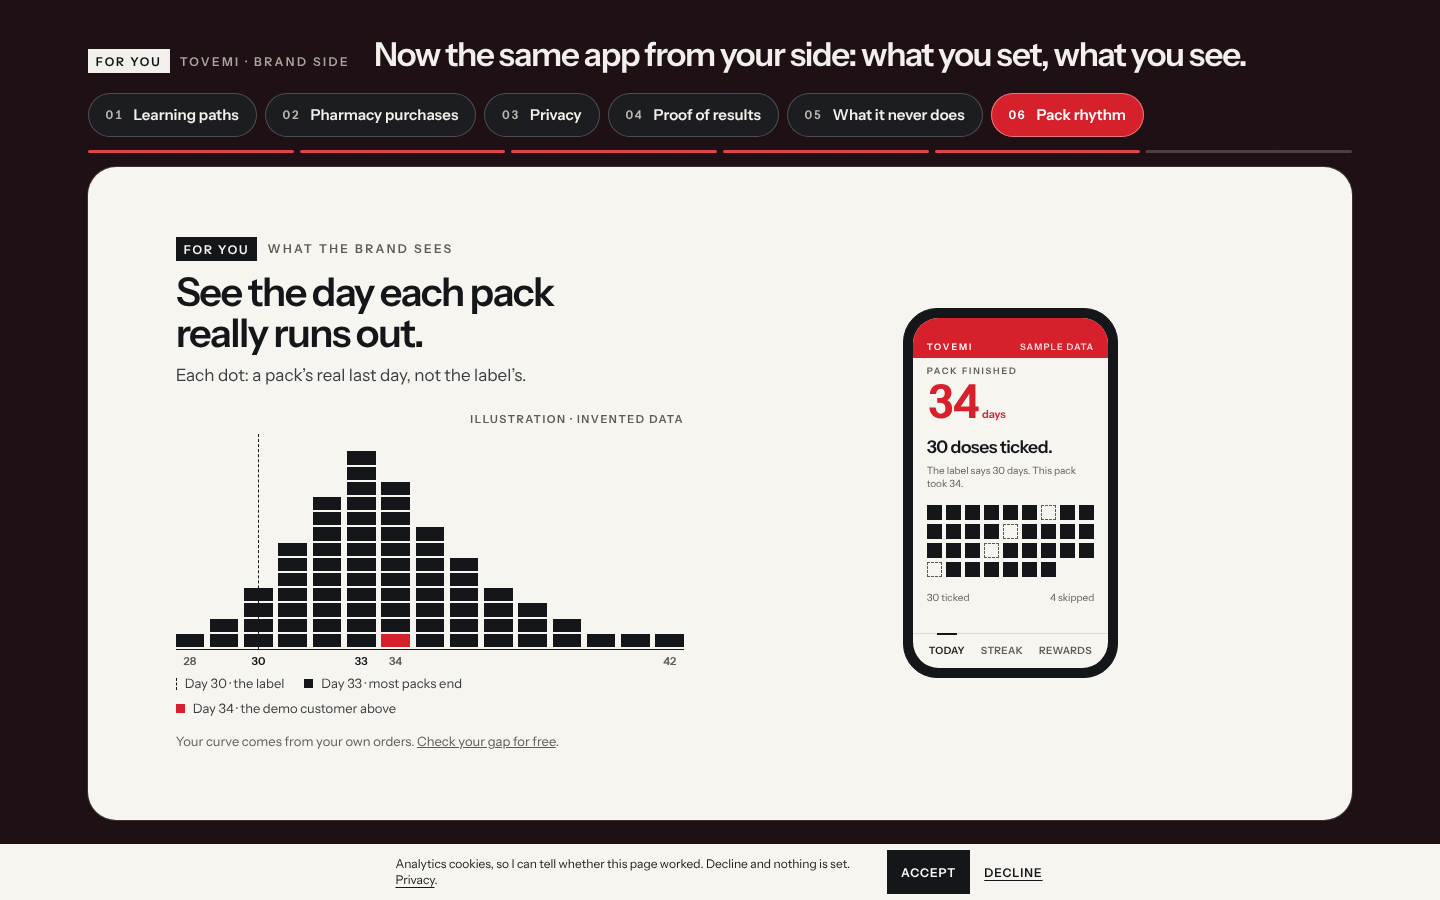 FOR YOU TOVEMI · BRAND SIDE Now the same app from your side: what you set, what you see.
01 Learning paths 02 Pharmacy purchases 03 Privacy 04 Proof of results 05 What it never does 06 Pack rhythm
FOR YOU WHAT THE BRAND SEES
See the day each pack
really runs out.
Each dot: a pack’s real last day, not the label’s.
ILLUSTRATION · INVENTED DATA
28 30 33 34 42
Day 30 · the label Day 33 · most packs end
Day 34 · the demo customer above
Your curve comes from your own orders. Check your gap for free.
TOVEMI SAMPLE DATA
PACK FINISHED
34 days
30 doses ticked.
The label says 30 days. This pack
took 34.
30 ticked 4 skipped
TODAY STREAK REWARDS
Analytics cookies, so I can tell whether this page worked. Decline and nothing is set.
Privacy.
ACCEPT DECLINE